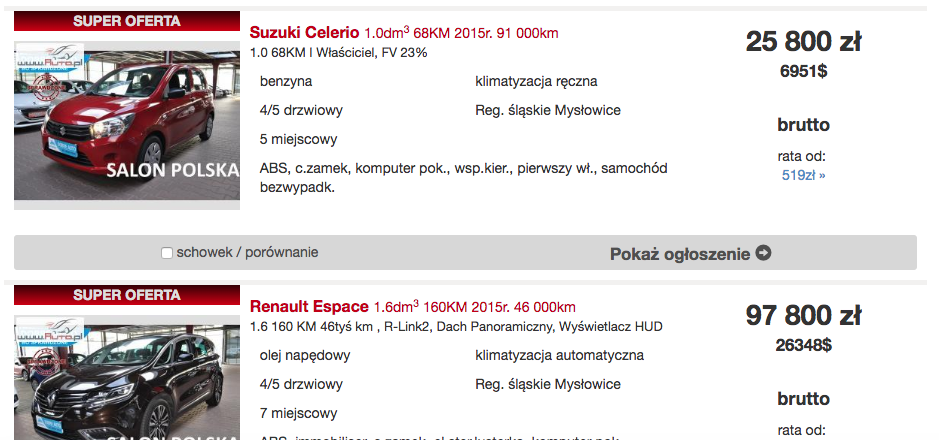 SUPER OFERTA
www.Auto.pl
SALON POLSKA
Suzuki Celerio 1.0dm³ 68KM 2015r. 91 000km
1.0 68KM I Właściciel, FV 23%
benzyna klimatyzacja ręczna
4/5 drzwiowy Reg. śląskie Mysłowice
5 miejscowy
ABS, c.zamek, komputer pok., wsp.kier., pierwszy wł., samochód
bezwypadk.
25 800 zł
6951$
brutto
rata od:
519zł »
schowek / porównanie Pokaż ogłoszenie
SUPER OFERTA
www.Auto.pl
SALON POLSKA
Renault Espace 1.6dm³ 160KM 2015r. 46 000km
1.6 160 KM 46tyś km , R-Link2, Dach Panoramiczny, Wyświetlacz HUD
olej napędowy klimatyzacja automatyczna
4/5 drzwiowy Reg. śląskie Mysłowice
7 miejscowy
97 800 zł
26348$
brutto
rata od: